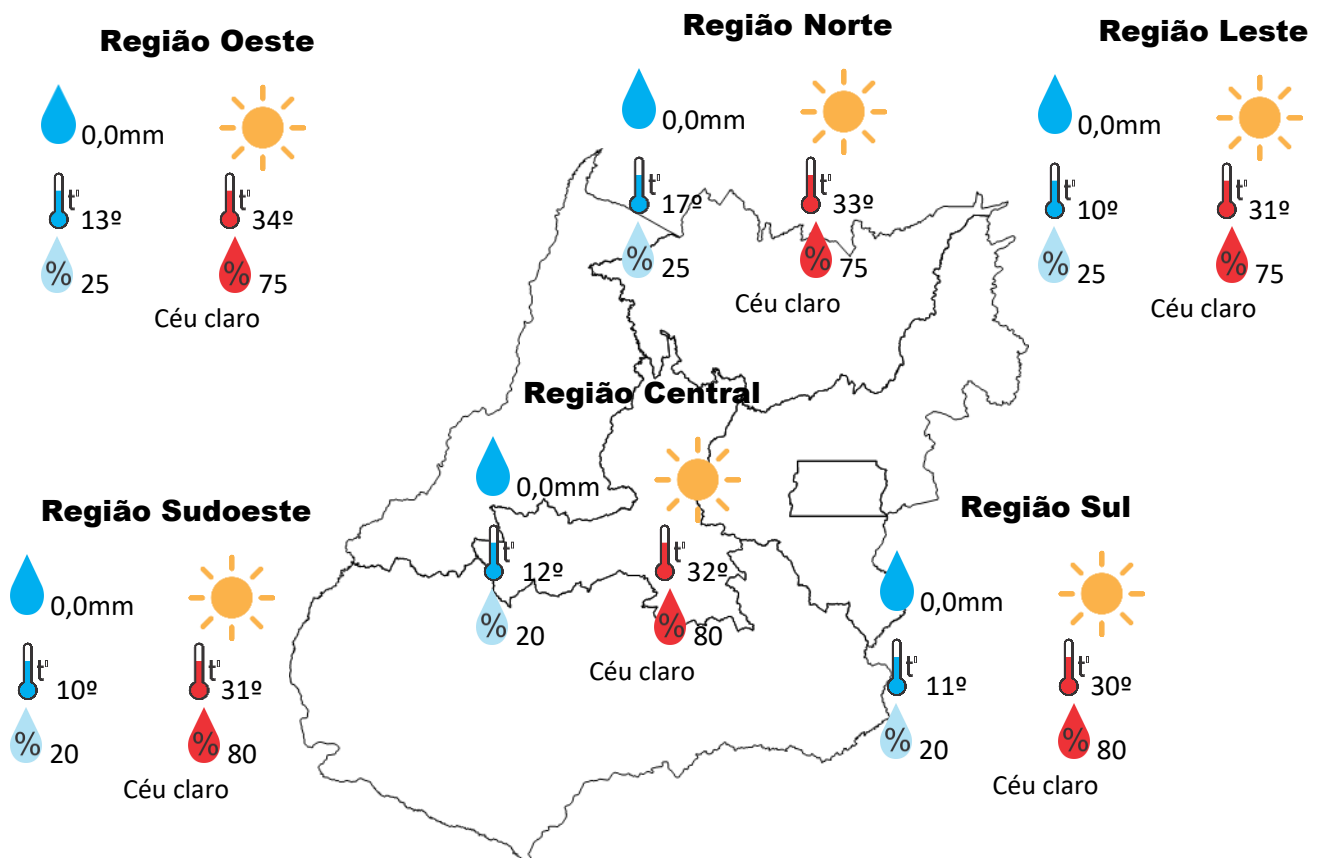 Região Oeste
0,0mm
t°
13º
t°
34º
%
25
%
75
Céu claro
Região Norte
0,0mm
t°
17º
t°
33º
%
25
%
75
Céu claro
Região Leste
0,0mm
t°
10º
t°
31º
%
25
%
75
Céu claro
Região Central
0,0mm
t°
12º
t°
32º
%
20
%
80
Céu claro
Região Sudoeste
0,0mm
t°
10º
t°
31º
%
20
%
80
Céu claro
Região Sul
0,0mm
t°
11º
t°
30º
%
20
%
80
Céu claro